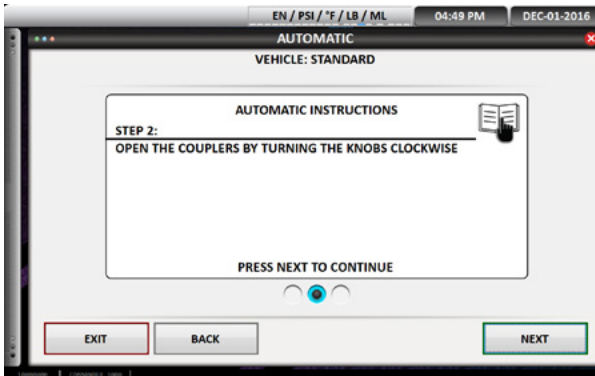 EN / PSI / °F / LB / ML 04:49 PM DEC-01-2016
AUTOMATIC
VEHICLE: STANDARD
AUTOMATIC INSTRUCTIONS
STEP 2:
OPEN THE COUPLERS BY TURNING THE KNOBS CLOCKWISE
PRESS NEXT TO CONTINUE
EXIT BACK NEXT